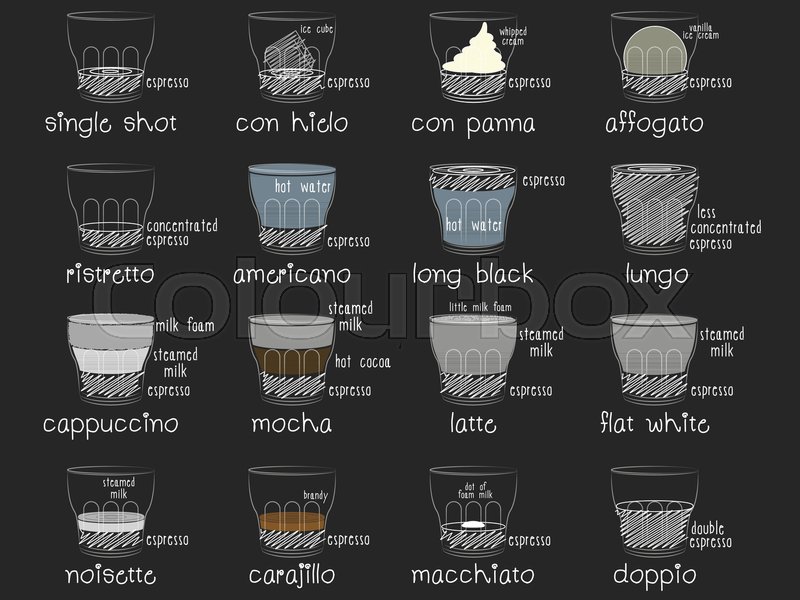 espresso
single shot
ice cube
espresso
con hielo
whipped
cream
espresso
con panna
vanilla
ice cream
espresso
affogato
concentrated
espresso
ristretto
hot water
espresso
americano
espresso
hot water
long black
less
concentrated
espresso
lungo
milk foam
steamed
milk
espresso
cappuccino
steamed
milk
hot cocoa
espresso
mocha
little milk foam
steamed
milk
espresso
latte
steamed
milk
espresso
flat white
steamed
milk
espresso
noisette
brandy
espresso
carajillo
dot of
foam milk
espresso
macchiato
double
espresso
doppio
Colourbox